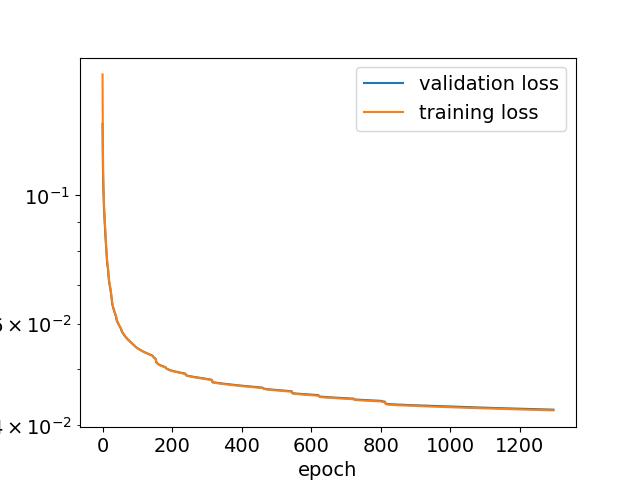 validation loss
training loss
10⁻¹
6 × 10⁻²
4 × 10⁻²
0 200 400 600 800 1000 1200
epoch